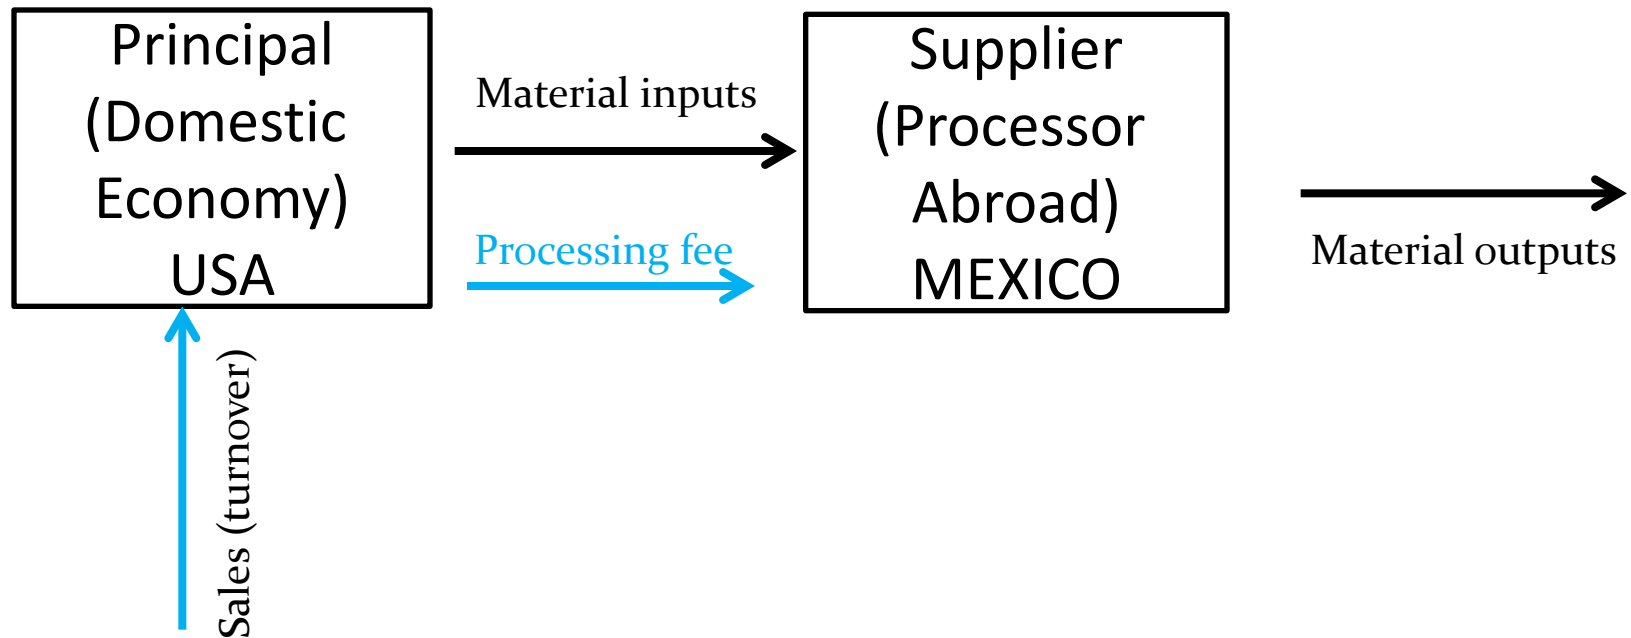 Principal
(Domestic
Economy)
USA
Material inputs
Processing fee
Supplier
(Processor
Abroad)
MEXICO
Material outputs
Sales (turnover)